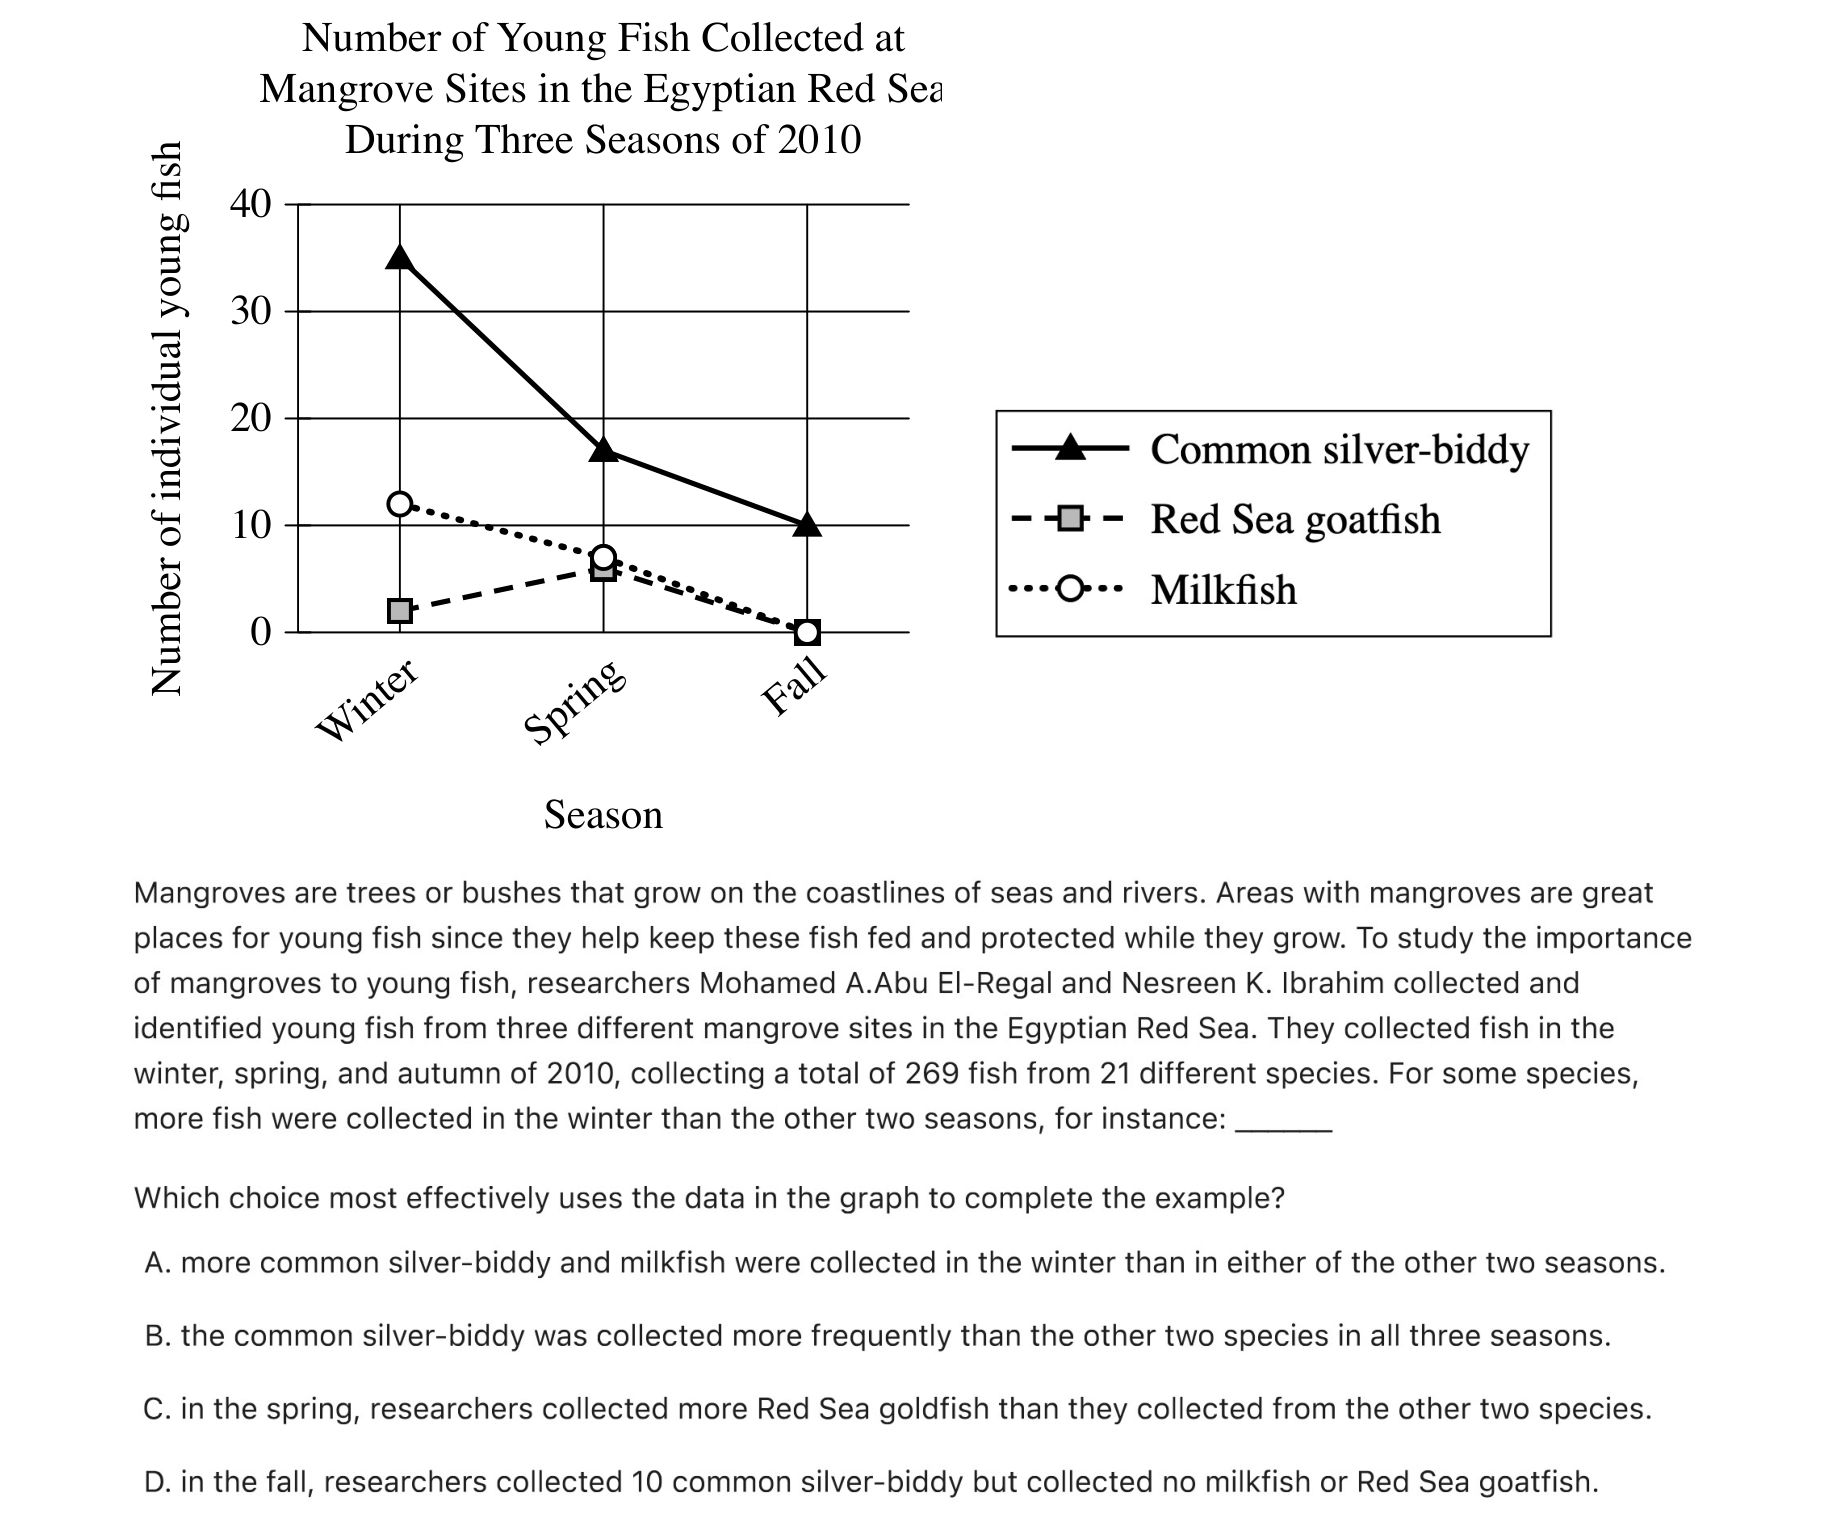 Number of Young Fish Collected at
Mangrove Sites in the Egyptian Red Sea
During Three Seasons of 2010
Number of individual young fish
40
30
20
10
0
Winter
Spring
Fall
Season
Common silver-biddy
Red Sea goatfish
Milkfish
Mangroves are trees or bushes that grow on the coastlines of seas and rivers. Areas with mangroves are great
places for young fish since they help keep these fish fed and protected while they grow. To study the importance
of mangroves to young fish, researchers Mohamed A.Abu El-Regal and Nesreen K. Ibrahim collected and
identified young fish from three different mangrove sites in the Egyptian Red Sea. They collected fish in the
winter, spring, and autumn of 2010, collecting a total of 269 fish from 21 different species. For some species,
more fish were collected in the winter than the other two seasons, for instance: ______
Which choice most effectively uses the data in the graph to complete the example?
A. more common silver-biddy and milkfish were collected in the winter than in either of the other two seasons.
B. the common silver-biddy was collected more frequently than the other two species in all three seasons.
C. in the spring, researchers collected more Red Sea goldfish than they collected from the other two species.
D. in the fall, researchers collected 10 common silver-biddy but collected no milkfish or Red Sea goatfish.